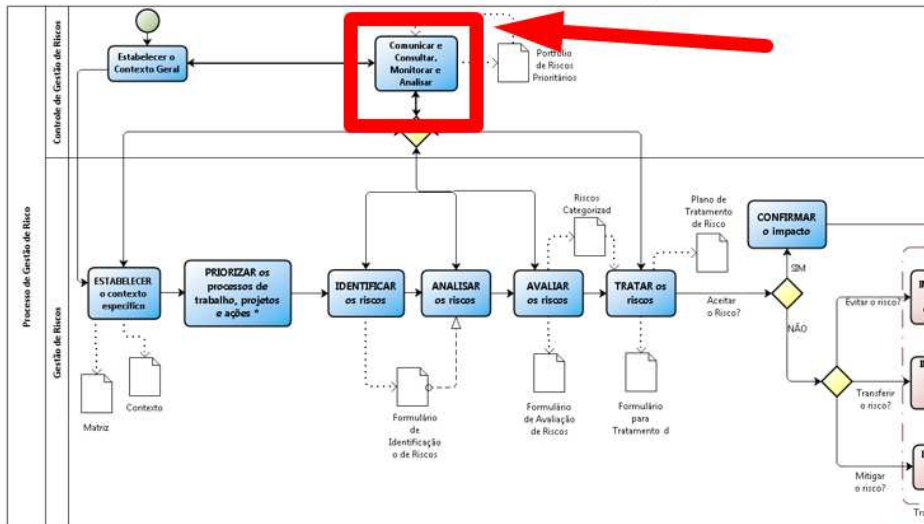 Processo de Gestão de Risco
Controle de Gestão de Riscos
Estabelecer o
Contexto Geral
Comunicar e
Consultar,
Monitorar e
Analisar
Portfólio
de Riscos
Prioritários
Gestão de Riscos
ESTABELECER
o contexto
específico
Matriz
Contexto
PRIORIZAR os
processos de
trabalho, projetos
e ações *
IDENTIFICAR
os riscos
Formulário
de
Identificaçã
o de Riscos
ANALISAR
os riscos
AVALIAR
os riscos
Riscos
Categorizad
Formulário
de Avaliação
de Riscos
TRATAR os
riscos
Formulário
para
Tratamento d
Plano de
Tratamento
de Risco
Aceitar
o Risco?
CONFIRMAR
o impacto
SIM
NÃO
Evitar o risco?
Transferir
o risco?
Mitigar
o risco?